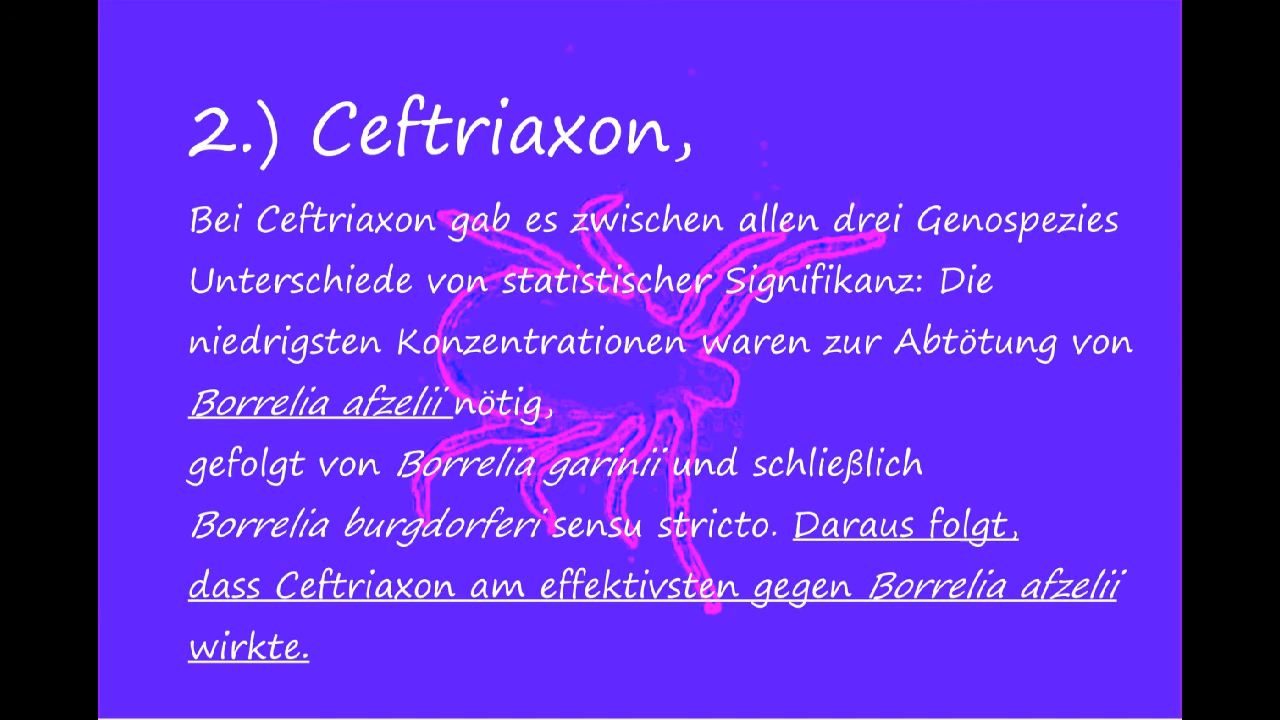 2.) Ceftriaxon,
Bei Ceftriaxon gab es zwischen allen drei Genospezies
Unterschiede von statistischer Signifikanz: Die
niedrigsten Konzentrationen waren zur Abtötung von
Borrelia afzelii nötig,
gefolgt von Borrelia garinii und schließlich
Borrelia burgdorferi sensu stricto. Daraus folgt,
dass Ceftriaxon am effektivsten gegen Borrelia afzelii
wirkte.